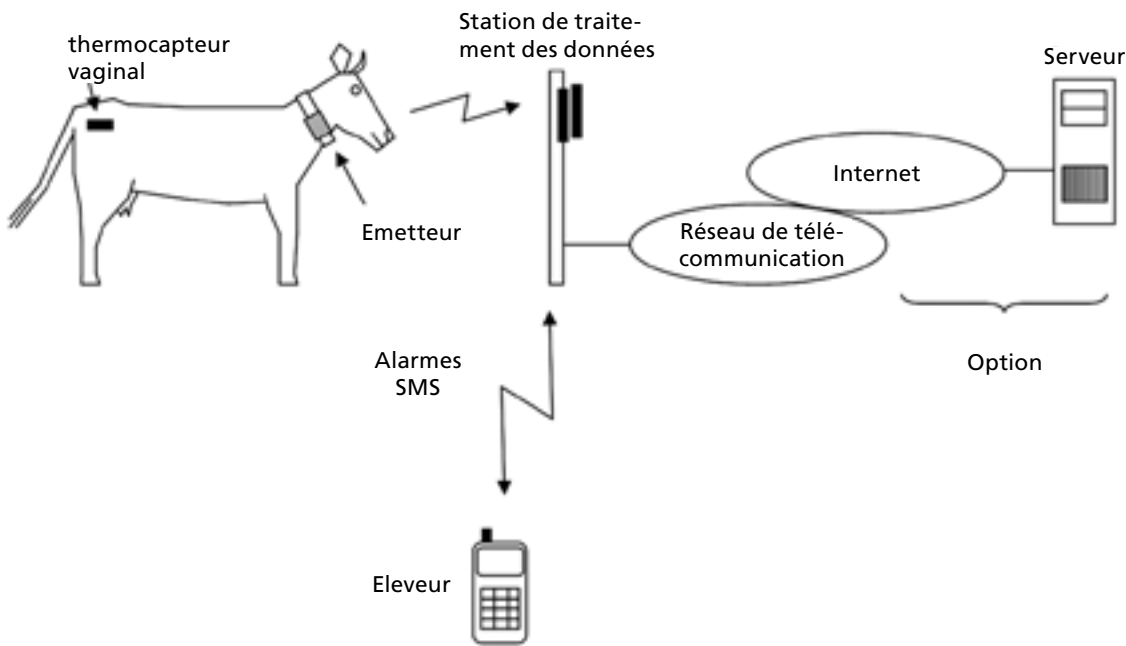 thermocapteur
vaginal
Station de traite-
ment des données
Serveur
Emetteur
Internet
Réseau de télé-
communication
Option
Alarmes
SMS
Eleveur